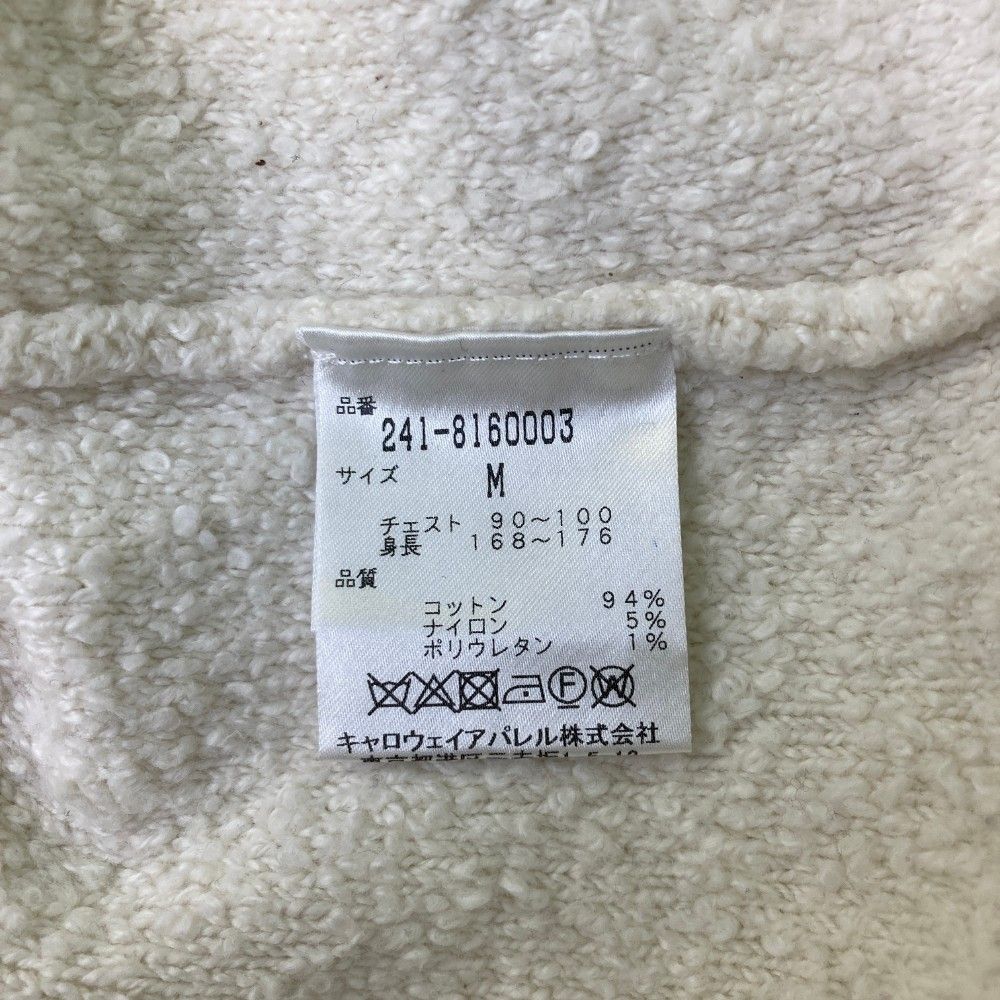 品番
241-8160003
サイズ M
チェスト 90～100
身長 168～176
品質
コットン 94%
ナイロン 5%
ポリウレタン 1%
F W
キャロウェイアパレル株式会社